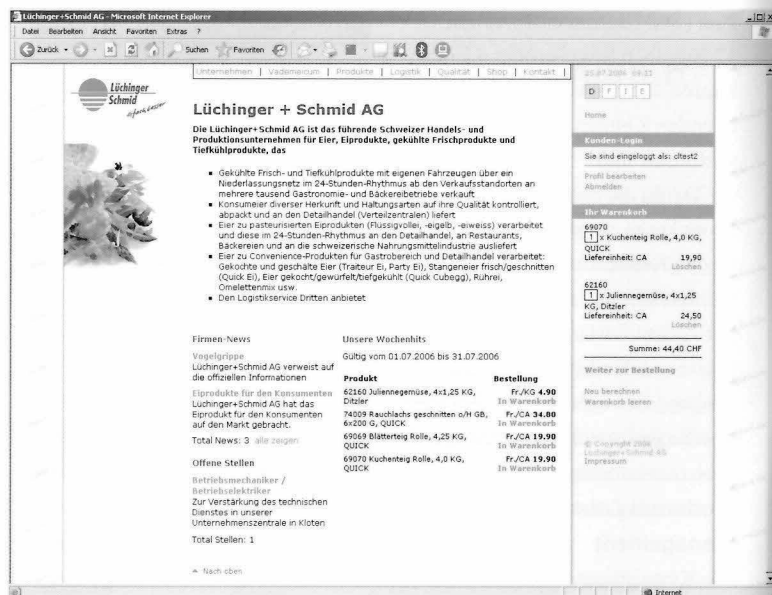 Lüchinger+Schmid AG - Microsoft Internet Explorer
Datei Bearbeiten Ansicht Favoriten Extras ?
Zurück Suchen Favoriten
Lüchinger
Schmid
einfach besser
Unternehmen | Vademercum | Produkte | Logistik | Qualität | Shop | Kontakt |
Lüchinger + Schmid AG
Die Lüchinger+Schmid AG ist das führende Schweizer Handels- und
Produktionsunternehmen für Eier, Eiprodukte, gekühlte Frischprodukte und
Tiefkühlprodukte, das
Gekühlte Frisch- und Tiefkühlprodukte mit eigenen Fahrzeugen über ein
Niederlassungsnetz im 24-Stunden-Rhythmus ab den Verkaufsstandorten an
mehrere tausend Gastronomie- und Bäckereibetriebe verkauft
Konsumeier diverser Herkunft und Haltungsarten auf ihre Qualität kontrolliert,
abpackt und an den Detailhandel (Verteilzentralen) liefert
Eier zu pasteurisierten Eiprodukten (Flüssigvollei, -eigelb, -eiweiss) verarbeitet
und diese im 24-Stunden-Rhythmus an den Detailhandel, an Restaurants,
Bäckereien und an die schweizerische Nahrungsmittelindustrie ausliefert
Eier zu Convenience-Produkten für Gastrobereich und Detailhandel verarbeitet:
Gekochte und geschälte Eier (Traiteur Ei, Party Ei), Stangeneier frisch/geschnitten
(Quick Ei), Eier gekocht/gewürfelt/tiefgekühlt (Quick Cubegg), Rührei,
Omelettenmix usw.
Den Logistikservice Dritten anbietet
Firmen-News
Vogelgrippe
Lüchinger+Schmid AG verweist auf
die offiziellen Informationen
Eiprodukte für den Konsumenten
Lüchinger+Schmid AG hat das
Eiprodukt für den Konsumenten
auf den Markt gebracht.
Total News: 3 alle zeigen
Offene Stellen
Betriebsmechaniker /
Betriebselektriker
Zur Verstärkung des technischen
Dienstes in unserer
Unternehmenszentrale in Kloten
Total Stellen: 1
Nach oben
Unsere Wochenhits
Gültig vom 01.07.2006 bis 31.07.2006
Produkt Bestellung
62160 Juliennegemüse, 4x1,25 KG, Fr./KG 4.90
Ditzler In Warenkorb
74009 Rauchlachs geschnitten o/H GB, Fr./CA 34.80
6x200 G, QUICK In Warenkorb
69069 Blätterteig Rolle, 4,25 KG, Fr./CA 19.90
QUICK In Warenkorb
69070 Kuchenteig Rolle, 4,0 KG, Fr./CA 19.90
QUICK In Warenkorb
D F I E
Home
Kunden-Login
Sie sind eingeloggt als: cltest2
Profil bearbeiten
Abmelden
Ihr Warenkorb
69070
1 x Kuchenteig Rolle, 4,0 KG,
QUICK
Liefereinheit: CA 19,90
Löschen
62160
1 x Juliennegemüse, 4x1,25
KG, Ditzler
Liefereinheit: CA 24,50
Löschen
Summe: 44,40 CHF
Weiter zur Bestellung
Neu berechnen
Warenkorb leeren
© Copyright 2006
Lüchinger+Schmid AG
Impressum
Internet